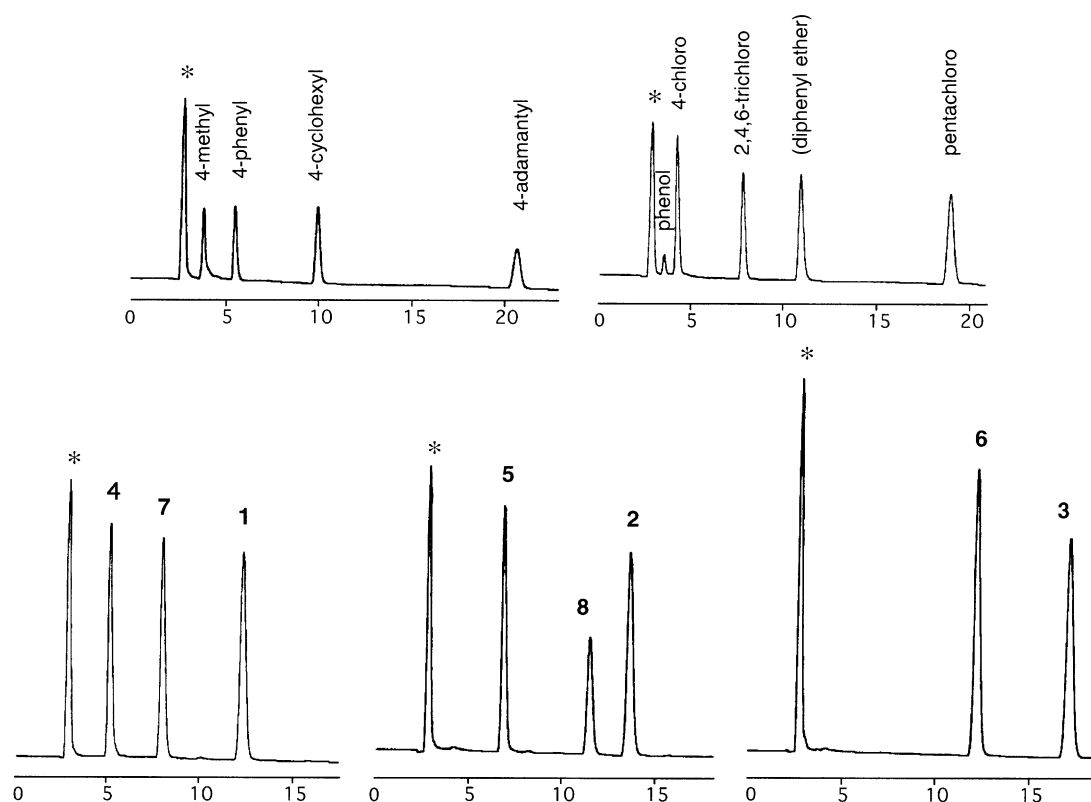 *
4-methyl
4-phenyl
4-cyclohexyl
4-adamantyl
0 5 10 15 20
*
phenol
4-chloro
2,4,6-trichloro
(diphenyl ether)
pentachloro
0 5 10 15 20
*
4
7
1
0 5 10 15
*
5
8
2
0 5 10 15
*
6
3
0 5 10 15